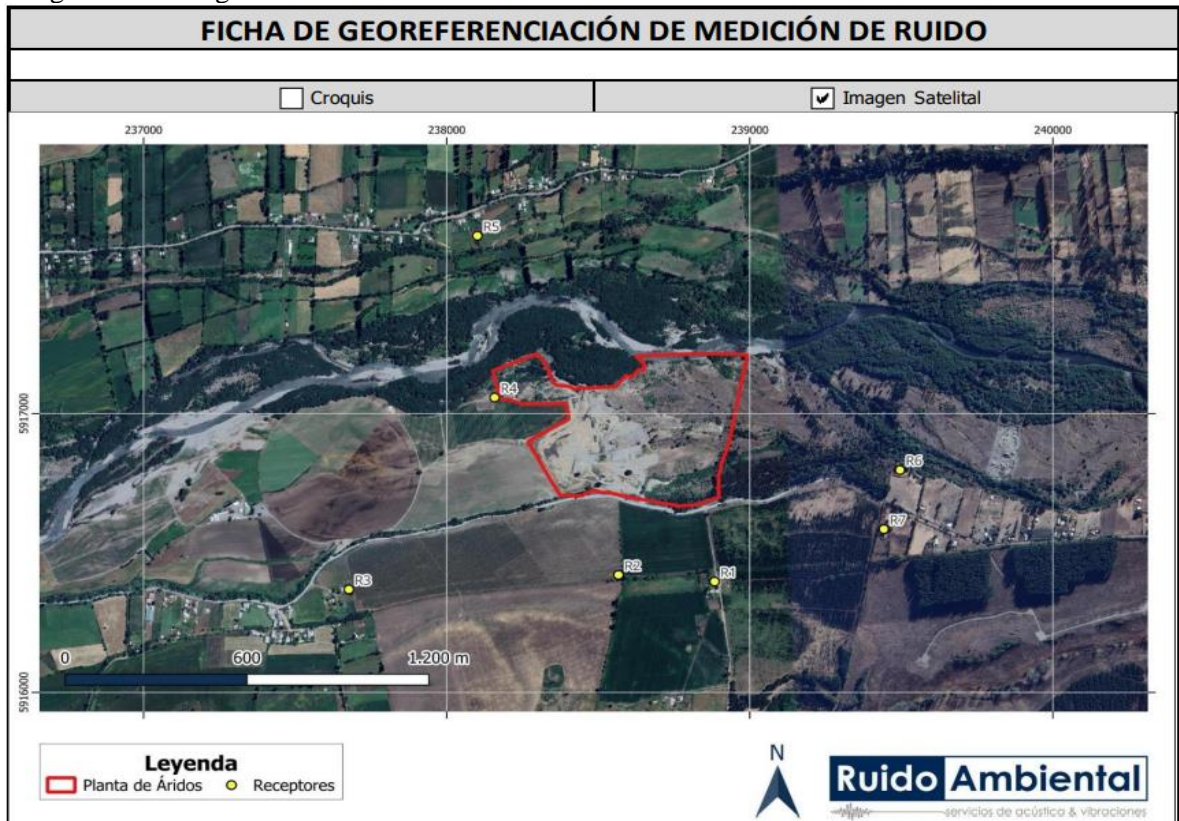 FICHA DE GEOREFERENCIACIÓN DE MEDICIÓN DE RUIDO
Croquis
Imagen Satelital
237000 238000 239000 240000
R5
R4
5917000
R6
R7
R2
R1
R3
0 600 1.200 m
5916000
Leyenda
Planta de Áridos Receptores
N
Ruido Ambiental
servicios de acústica & vibraciones